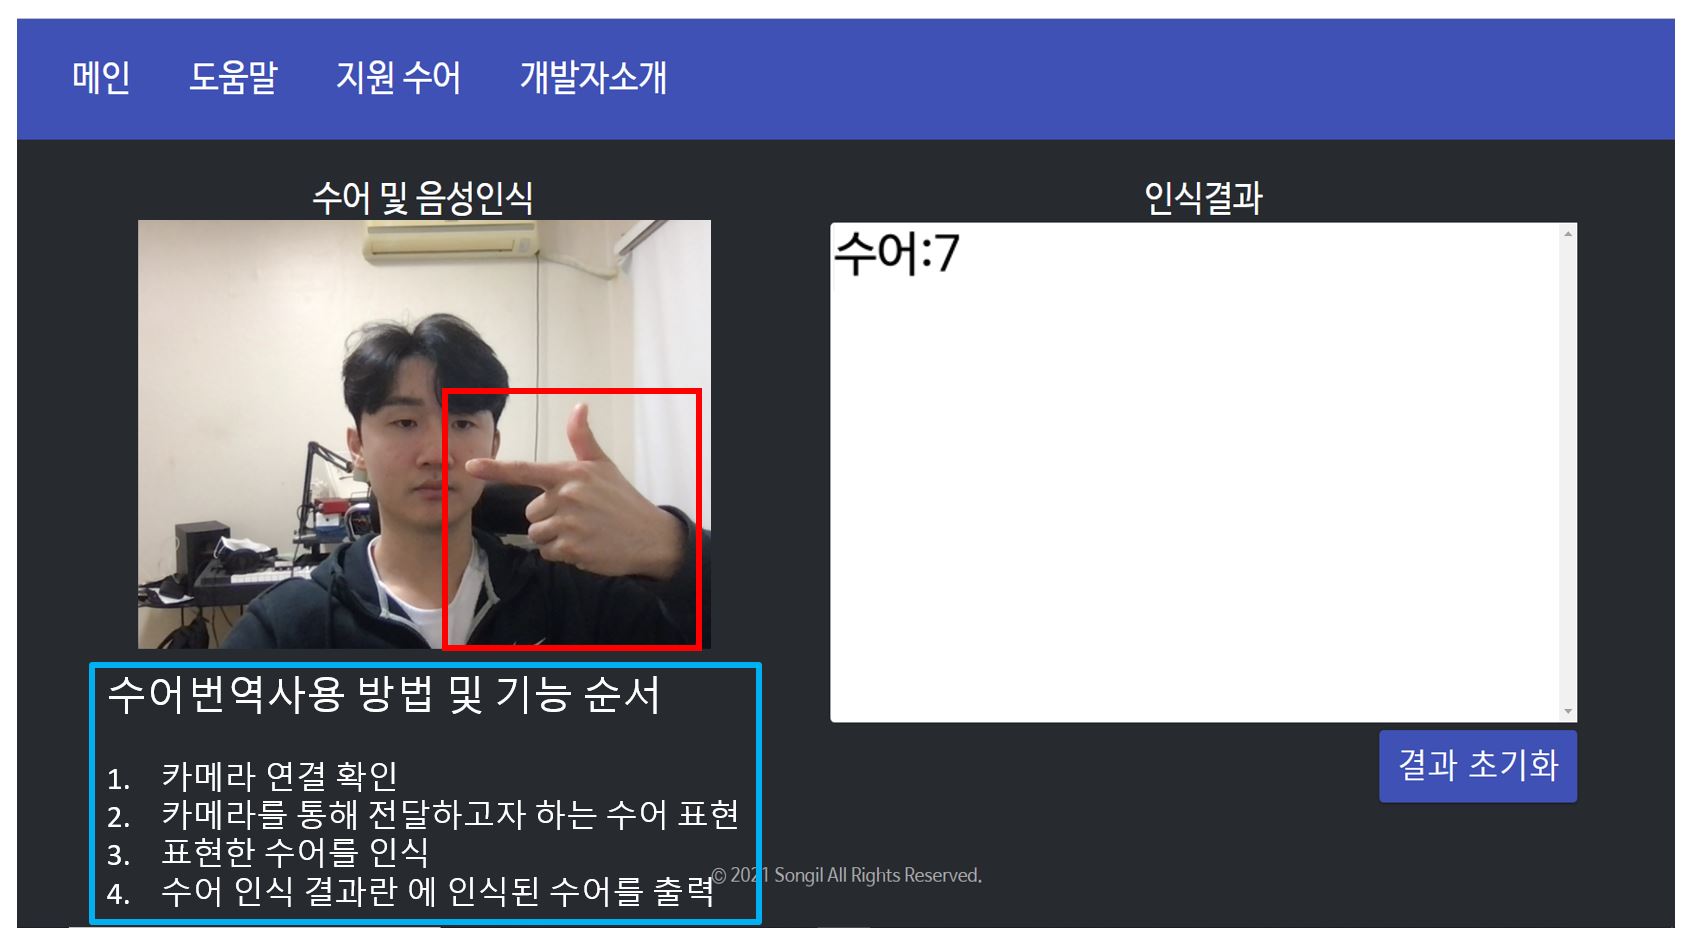 메인 도움말 지원 수어 개발자소개
수어 및 음성인식
인식결과
수어:7
결과 초기화
수어번역사용 방법 및 기능 순서
1. 카메라 연결 확인
2. 카메라를 통해 전달하고자 하는 수어 표현
3. 표현한 수어를 인식
4. 수어 인식 결과란 에 인식된 수어를 출력
© 2021 Songil All Rights Reserved.